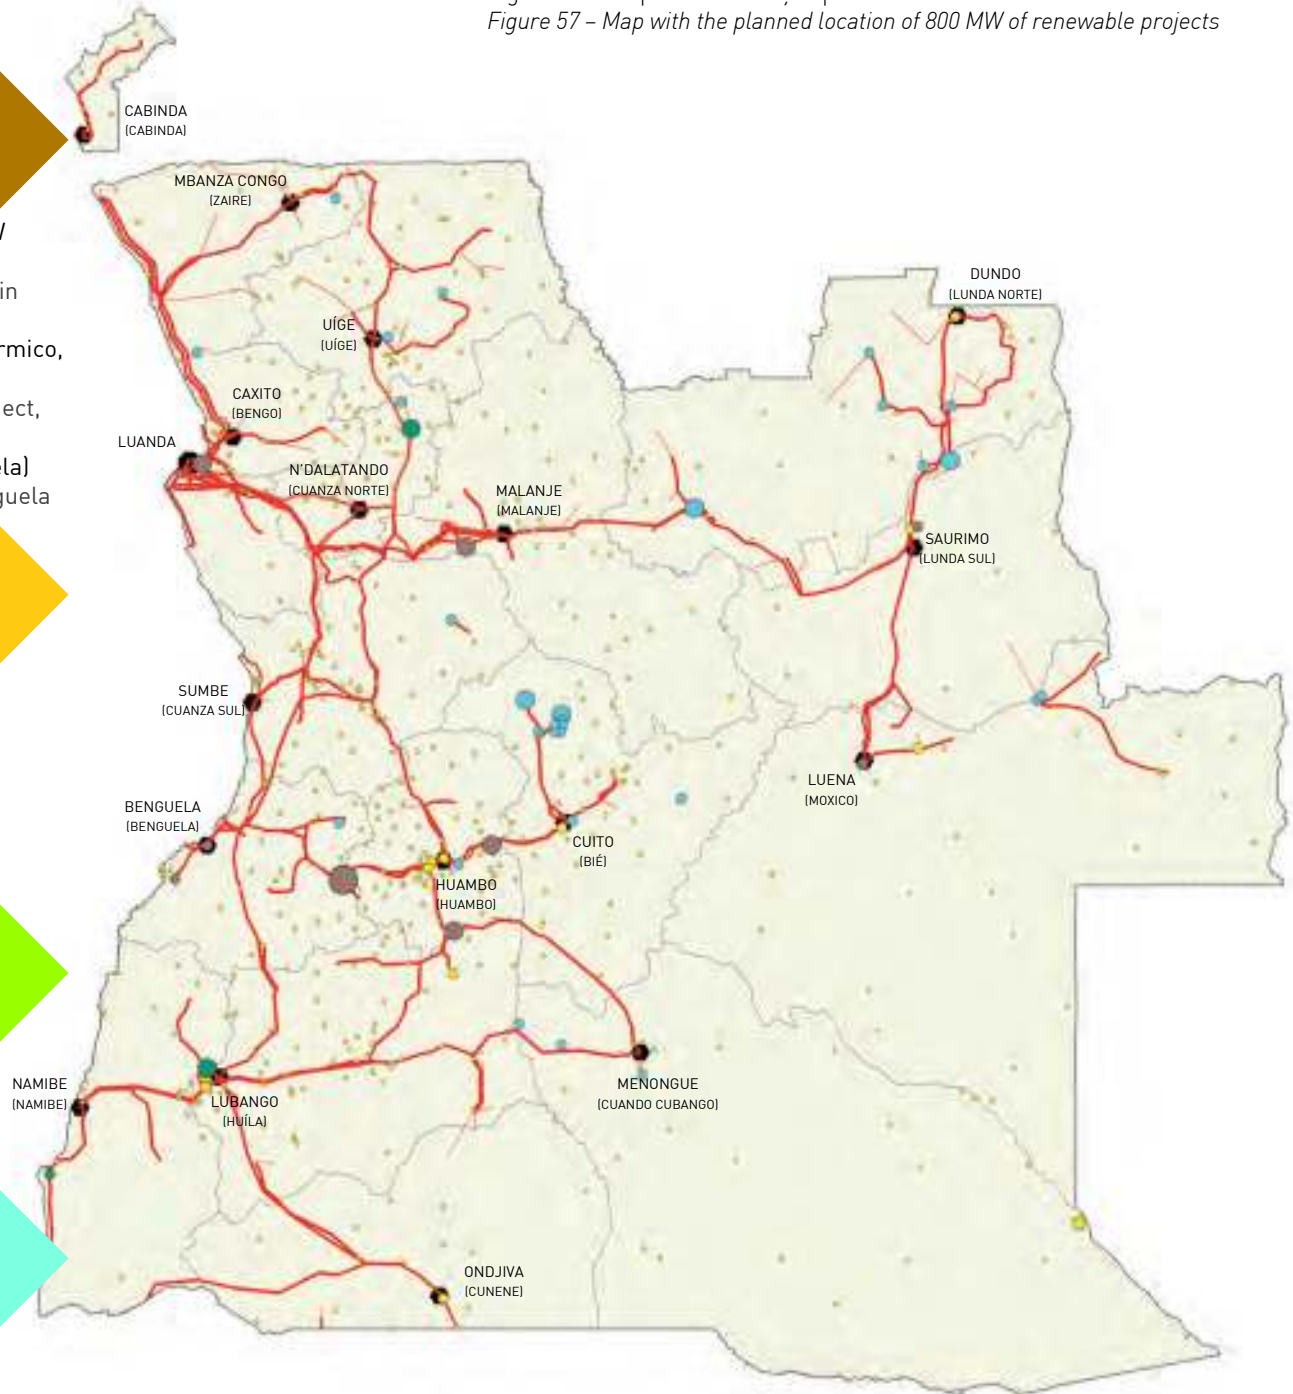 Figure 57 – Map with the planned location of 800 MW of renewable projects
CABINDA
(CABINDA)
MBANZA CONGO
(ZAIRE)
in
DUNDO
(LUNDA NORTE)
UÍGE
(UÍGE)
rmico,
CAXITO
(BENGO)
ect,
LUANDA
ela)
guela
N'DALATANDO
(CUANZA NORTE)
MALANJE
(MALANJE)
SAURIMO
(LUNDA SUL)
SUMBE
(CUANZA SUL)
LUENA
(MOXICO)
BENGUELA
(BENGUELA)
CUITO
(BIÉ)
HUAMBO
(HUAMBO)
NAMIBE
(NAMIBE)
LUBANGO
(HUÍLA)
MENONGUE
(CUANDO CUBANGO)
ONDJIVA
(CUNENE)